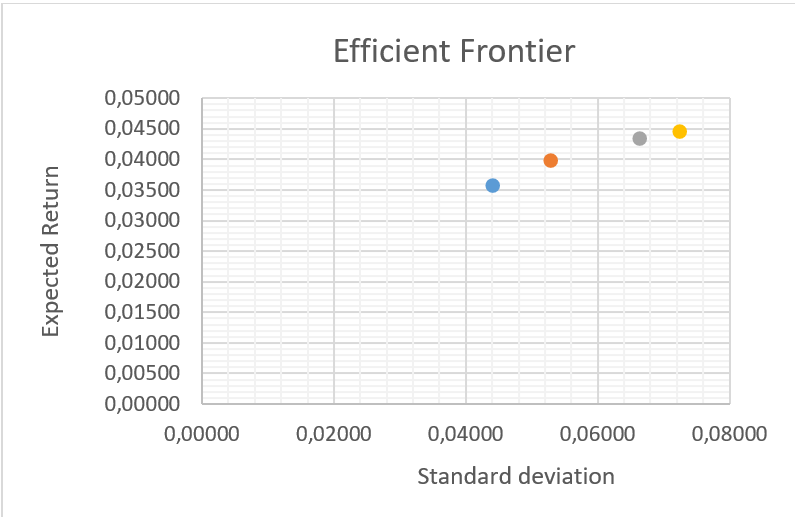 Efficient Frontier
Expected Return
0,05000
0,04500
0,04000
0,03500
0,03000
0,02500
0,02000
0,01500
0,01000
0,00500
0,00000
0,00000 0,02000 0,04000 0,06000 0,08000
Standard deviation